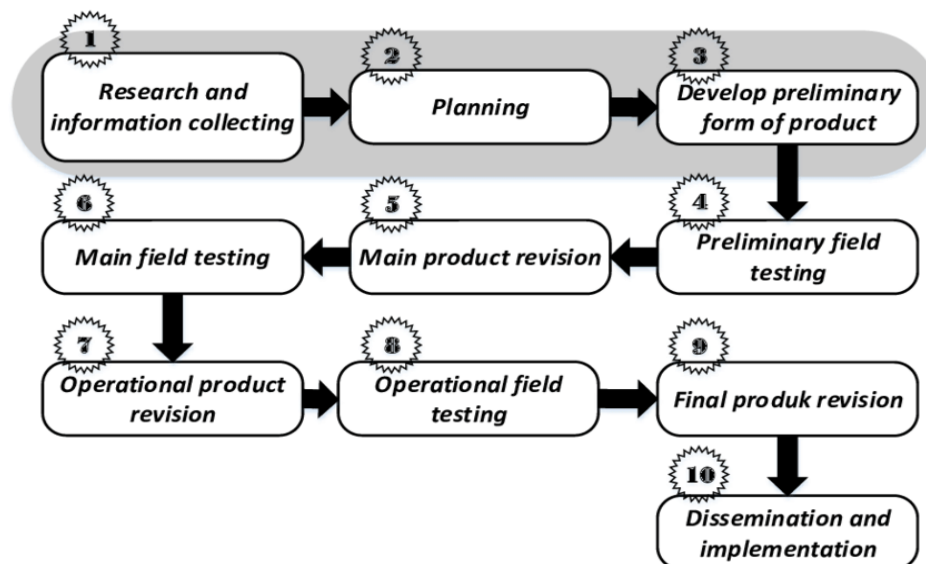 1
Research and
information collecting
2
Planning
3
Develop preliminary
form of product
4
Preliminary field
testing
5
Main product revision
6
Main field testing
7
Operational product
revision
8
Operational field
testing
9
Final produk revision
10
Dissemination and
implementation